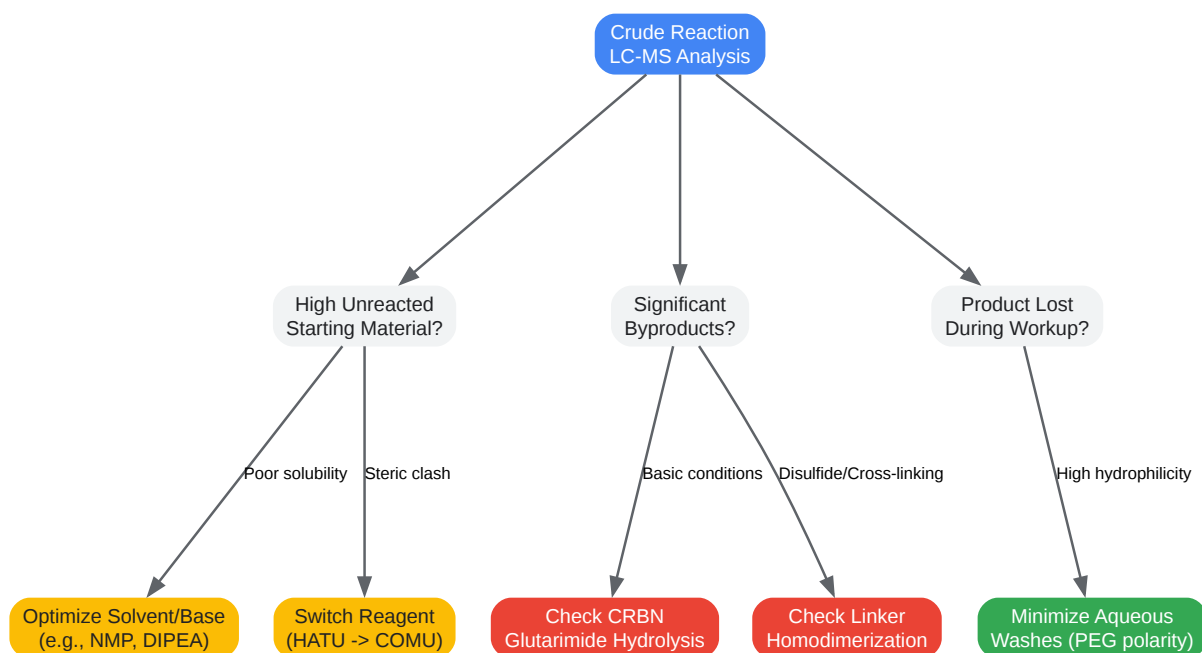 Crude Reaction
LC-MS Analysis
High Unreacted
Starting Material?
Significant
Byproducts?
Product Lost
During Workup?
Poor solubility
Steric clash
Basic conditions
Disulfide/Cross-linking
High hydrophilicity
Optimize Solvent/Base
(e.g., NMP, DIPEA)
Switch Reagent
(HATU -> COMU)
Check CRBN
Glutarimide Hydrolysis
Check Linker
Homodimerization
Minimize Aqueous
Washes (PEG polarity)